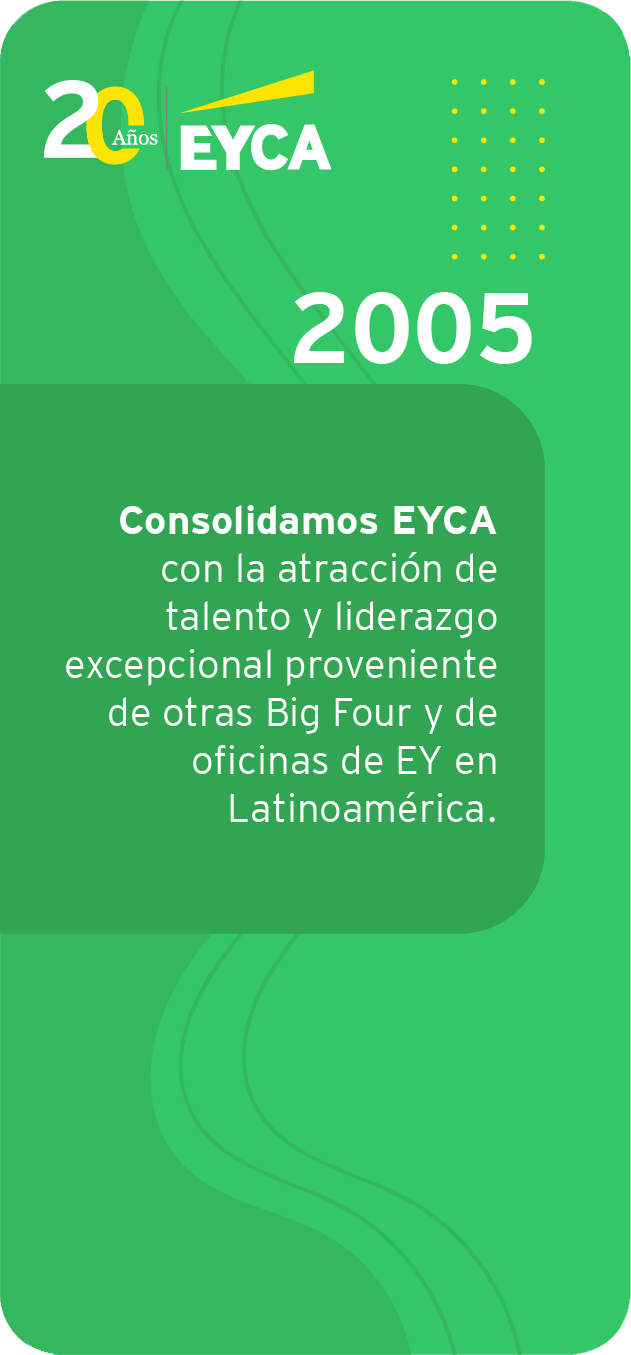 20 Años EYCA
2005
Consolidamos EYCA
con la atracción de
talento y liderazgo
excepcional proveniente
de otras Big Four y de
oficinas de EY en
Latinoamérica.